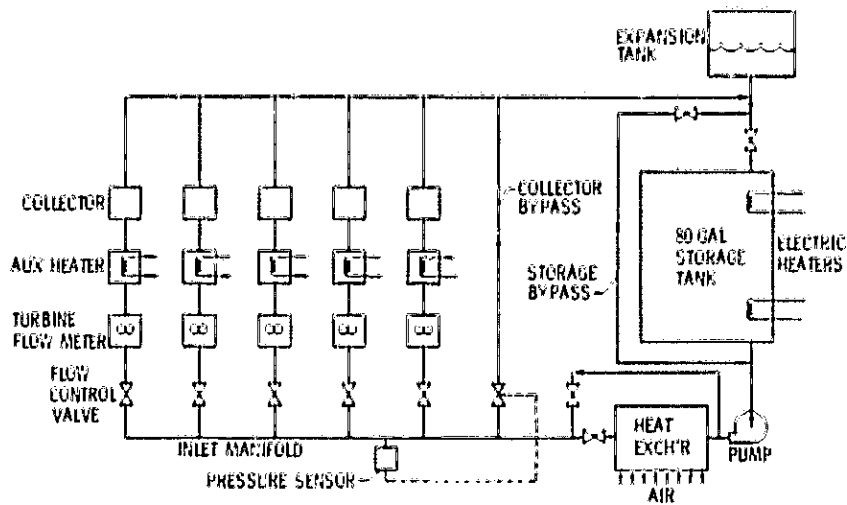 EXPANSION
TANK
COLLECTOR
COLLECTOR
BYPASS
AUX HEATER
80 GAL
STORAGE
TANK
ELECTRIC
HEATERS
STORAGE
BYPASS
TURBINE
FLOW METER
FLOW
CONTROL
VALVE
INLET MANIFOLD
HEAT
EXCH'R
PUMP
PRESSURE SENSOR
AIR